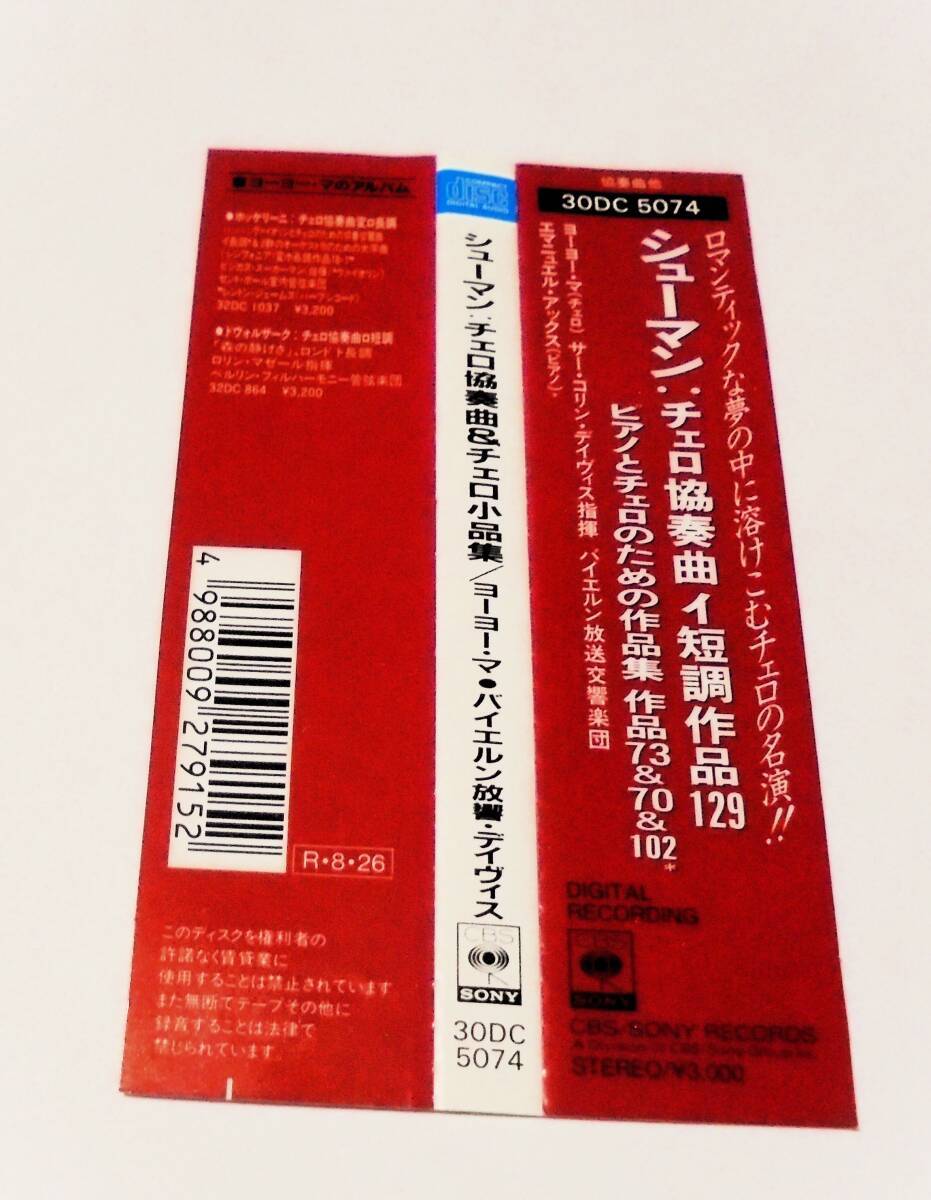 協奏曲他
30DC 5074
ロマンティックな夢の中に溶けこむチェロの名演!!
シューマン:チェロ協奏曲 イ短調作品129
ピアノとチェロのための作品集 作品73&70&102*
ヨーヨー・マ(チェロ) サー・コリン・デイヴィス指揮 バイエルン放送交響楽団
エマニュエル・アックス(ピアノ)*
DIGITAL
RECORDING
CBS
SONY
CBS/SONY RECORDS
STEREO/¥3,000
COMPACT
disc
DIGITAL AUDIO
シューマン:チェロ協奏曲&チェロ小品集/ヨーヨー・マ●バイエルン放響・デイヴィス
CBS
SONY
30DC
5074
●ヨーヨー・マのアルバム
●ボッケリーニ:チェロ協奏曲変ロ長調
32DC 1037 ¥3,200
●ドヴォルザーク:チェロ協奏曲ロ短調
「森の静けさ」、ロンドト長調
ロリン・マゼール指揮
ベルリン・フィルハーモニー管弦楽団
32DC 864 ¥3,200
4 988009 279152
R・8・26
このディスクを権利者の
許諾なく賃貸業に
使用することは禁止されています
また無断でテープその他に
録音することは法律で
禁じられています。